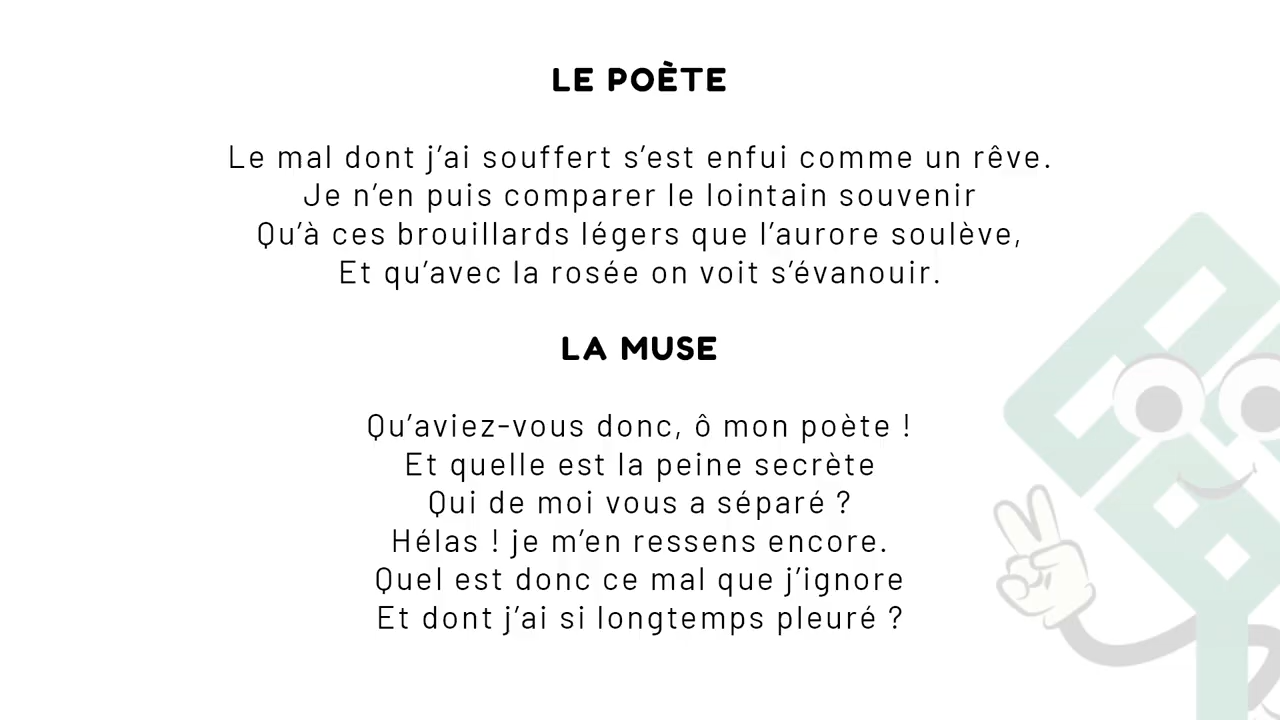 LE POÈTE
Le mal dont j’ai souffert s’est enfui comme un rêve.
Je n’en puis comparer le lointain souvenir
Qu’à ces brouillards légers que l’aurore soulève,
Et qu’avec la rosée on voit s’évanouir.
LA MUSE
Qu’aviez-vous donc, ô mon poète !
Et quelle est la peine secrète
Qui de moi vous a séparé ?
Hélas ! je m’en ressens encore.
Quel est donc ce mal que j’ignore
Et dont j’ai si longtemps pleuré ?